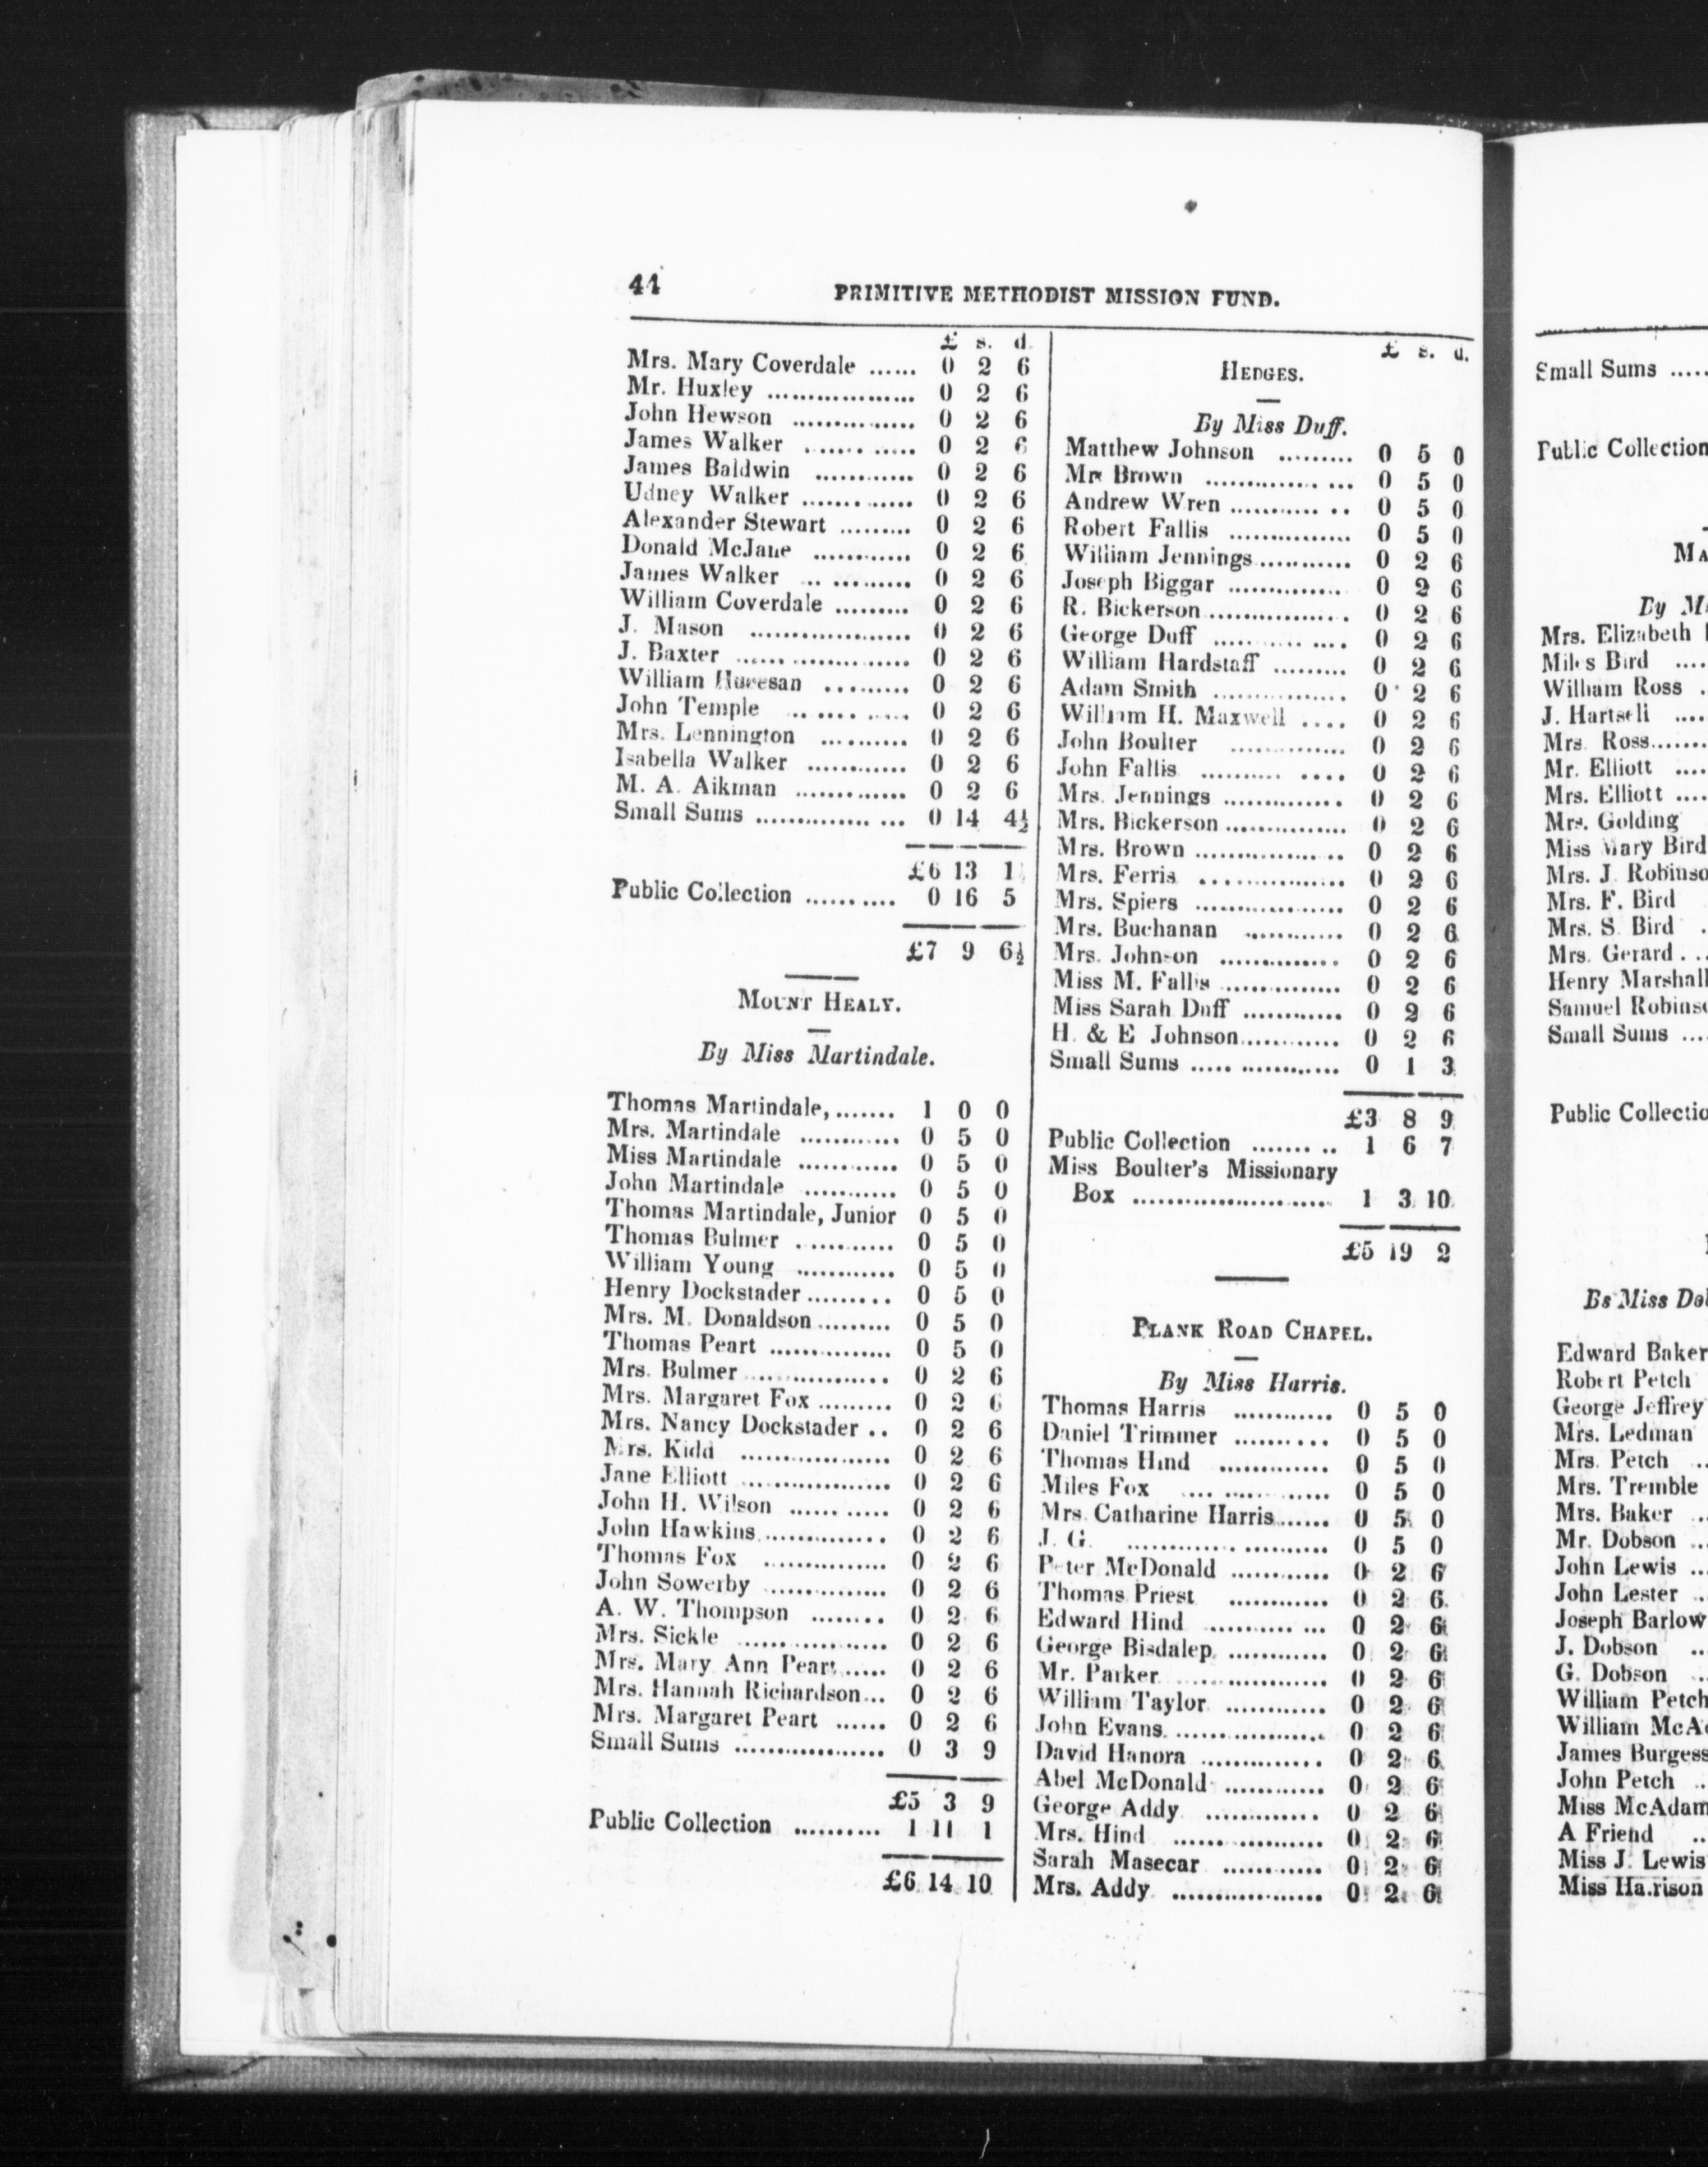 44
PRIMITIVE METHODIST MISSION FUND.
£ s. d.
Mrs. Mary Coverdale ...... 0 2 6
Mr. Huxley .................. 0 2 6
John Hewson ............... 0 2 6
James Walker ............ 0 2 6
James Baldwin ............ 0 2 6
Udney Walker ............. 0 2 6
Alexander Stewart ......... 0 2 6
Donald McJane ............ 0 2 6
James Walker ........... 0 2 6
William Coverdale ......... 0 2 6
J. Mason ................... 0 2 6
J. Baxter .................... 0 2 6
William ......... 0 2 6
John Temple ............. 0 2 6
Mrs. Lennington .......... 0 2 6
Isabella Walker ............ 0 2 6
M. A. Aikman ............. 0 2 6
Small Sums ................. 0 14 4½
£6 13 1½
Public Collection .......... 0 16 5
£7 9 6½
MOUNT HEALY.
By Miss Martindale.
Thomas Martindale,....... 1 0 0
Mrs. Martindale ............ 0 5 0
Miss Martindale ............ 0 5 0
John Martindale ........... 0 5 0
Thomas Martindale, Junior 0 5 0
Thomas Bulmer ............ 0 5 0
William Young ............ 0 5 0
Henry Dockstader......... 0 5 0
Mrs. M. Donaldson......... 0 5 0
Thomas Peart ............... 0 5 0
Mrs. Bulmer ................. 0 2 6
Mrs. Margaret Fox ......... 0 2 6
Mrs. Nancy Dockstader .. 0 2 6
Mrs. Kidd .................. 0 2 6
Jane Elliott .................. 0 2 6
John H. Wilson ............ 0 2 6
John Hawkins............... 0 2 6
Thomas Fox ............... 0 2 6
John Sowerby .............. 0 2 6
A. W. Thompson ........ 0 2 6
Mrs. Sickle .................. 0 2 6
Mrs. Mary Ann Peart ..... 0 2 6
Mrs. Hannah Richardson... 0 2 6
Mrs. Margaret Peart ...... 0 2 6
Small Sums .................. 0 3 9
£5 3 9
Public Collection .......... 1 11 1
£6 14 10
£ s. d.
HEDGES.
By Miss Duff.
Matthew Johnson ......... 0 5 0
Mr Brown ................. 0 5 0
Andrew Wren ............. 0 5 0
Robert Fallis ............... 0 5 0
William Jennings........... 0 2 6
Joseph Biggar .............. 0 2 6
R. Bickerson................ 0 2 6
George Duff ................ 0 2 6
William Hardstaff ......... 0 2 6
Adam Smith ................ 0 2 6
William H. Maxwell .... 0 2 6
John Boulter .............. 0 2 6
John Fallis .............. 0 2 6
Mrs. Jennings .............. 0 2 6
Mrs. Bickerson............... 0 2 6
Mrs. Brown .................. 0 2 6
Mrs. Ferris ................ 0 2 6
Mrs. Spiers .................. 0 2 6
Mrs. Buchanan ............ 0 2 6
Mrs. Johnson .............. 0 2 6
Miss M. Fallis .............. 0 2 6
Miss Sarah Duff ............ 0 2 6
H. & E Johnson............ 0 2 6
Small Sums .................. 0 1 3
£3 8 9
Public Collection ......... 1 6 7
Miss Boulter's Missionary
Box ........................ 1 3 10
£5 19 2
PLANK ROAD CHAPEL.
By Miss Harris.
Thomas Harris ............ 0 5 0
Daniel Trimmer .......... 0 5 0
Thomas Hind ............. 0 5 0
Miles Fox ................. 0 5 0
Mrs. Catharine Harris...... 0 5 0
J. G. ....................... 0 5 0
Peter McDonald ............ 0 2 6
Thomas Priest ............ 0 2 6
Edward Hind .............. 0 2 6
George Bisdalep ............ 0 2 6
Mr. Parker ................. 0 2 6
William Taylor ............ 0 2 6
John Evans.................. 0 2 6
David Hanora .............. 0 2 6
Abel McDonald ............ 0 2 6
George Addy ............. 0 2 6
Mrs. Hind .................. 0 2 6
Sarah Masecar ............ 0 2 6
Mrs. Addy .................. 0 2 6
Small Sums .....
Public Collection
By
Mrs. Elizabeth
Miles Bird ....
William Ross .
J. Hartsell ....
Mrs. Ross.......
Mr. Elliott ....
Mrs. Elliott ....
Mrs. Golding
Miss Mary Bird
Mrs. J. Robinso
Mrs. F. Bird
Mrs. S. Bird .
Mrs. Gerard...
Henry Marshall
Samuel Robins
Small Sums ....
Public Collectio
Bs Miss
Edward Baker
Robert Petch
George Jeffrey
Mrs. Ledman
Mrs. Petch ..
Mrs. Tremble
Mrs. Baker ..
Mr. Dobson ...
John Lewis ...
John Lester ..
Joseph Barlow
J. Dobson ..
G. Dobson ..
William Petch
William McA
James Burgess
John Petch ..
Miss McAdam
A Friend ..
Miss J. Lewis
Miss Harrison